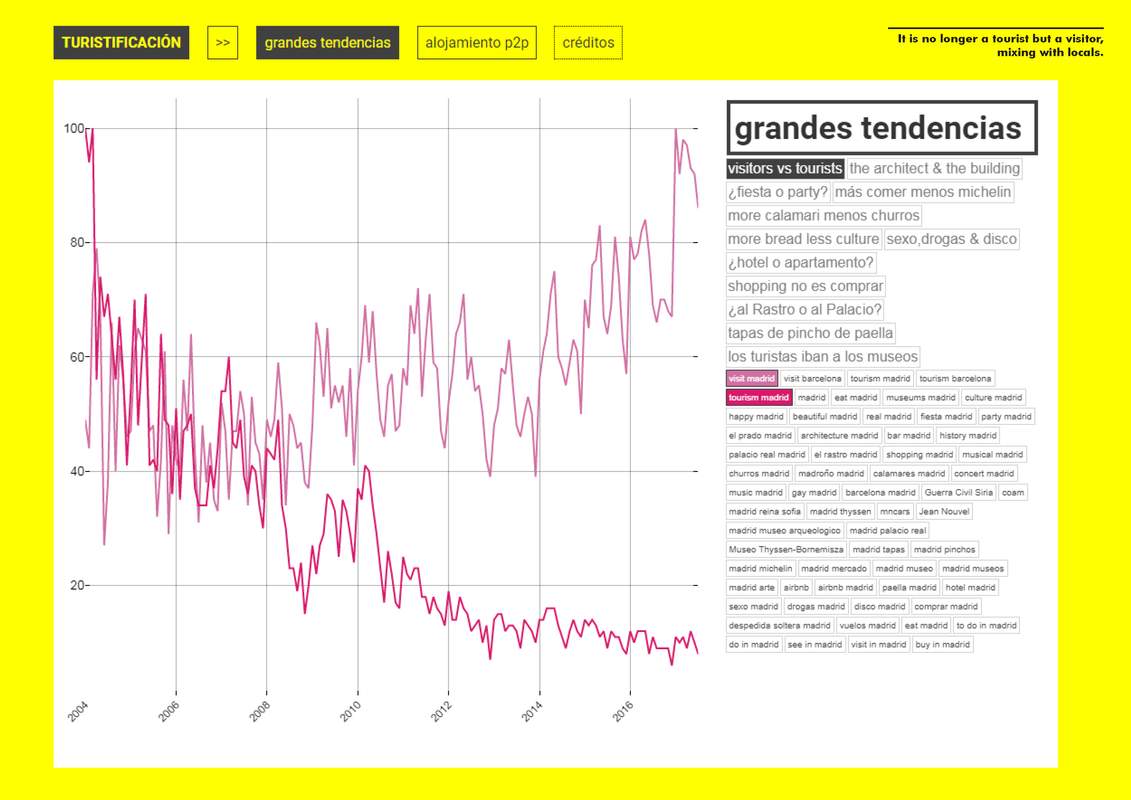 TURISTIFICACIÓN >> grandes tendencias alojamiento p2p créditos
It is no longer a tourist but a visitor,
mixing with locals.
grandes tendencias
visitors vs tourists the architect & the building
¿fiesta o party? más comer menos michelin
more calamari menos churros
more bread less culture sexo,drogas & disco
¿hotel o apartamento?
shopping no es comprar
¿al Rastro o al Palacio?
tapas de pincho de paella
los turistas iban a los museos
visit madrid visit barcelona tourism madrid tourism barcelona
tourism madrid madrid eat madrid museums madrid culture madrid
happy madrid beautiful madrid real madrid fiesta madrid party madrid
el prado madrid architecture madrid bar madrid history madrid
palacio real madrid el rastro madrid shopping madrid musical madrid
churros madrid madroño madrid calamares madrid concert madrid
music madrid gay madrid barcelona madrid Guerra Civil Siria coam
madrid reina sofia madrid thyssen mncars Jean Nouvel
madrid museo arqueologico madrid palacio real
Museo Thyssen-Bornemisza madrid tapas madrid pinchos
madrid michelin madrid mercado madrid museo madrid museos
madrid arte airbnb airbnb madrid paella madrid hotel madrid
sexo madrid drogas madrid disco madrid comprar madrid
despedida soltera madrid vuelos madrid eat madrid to do in madrid
do in madrid see in madrid visit in madrid buy in madrid
100
80
60
40
20
2004 2006 2008 2010 2012 2014 2016